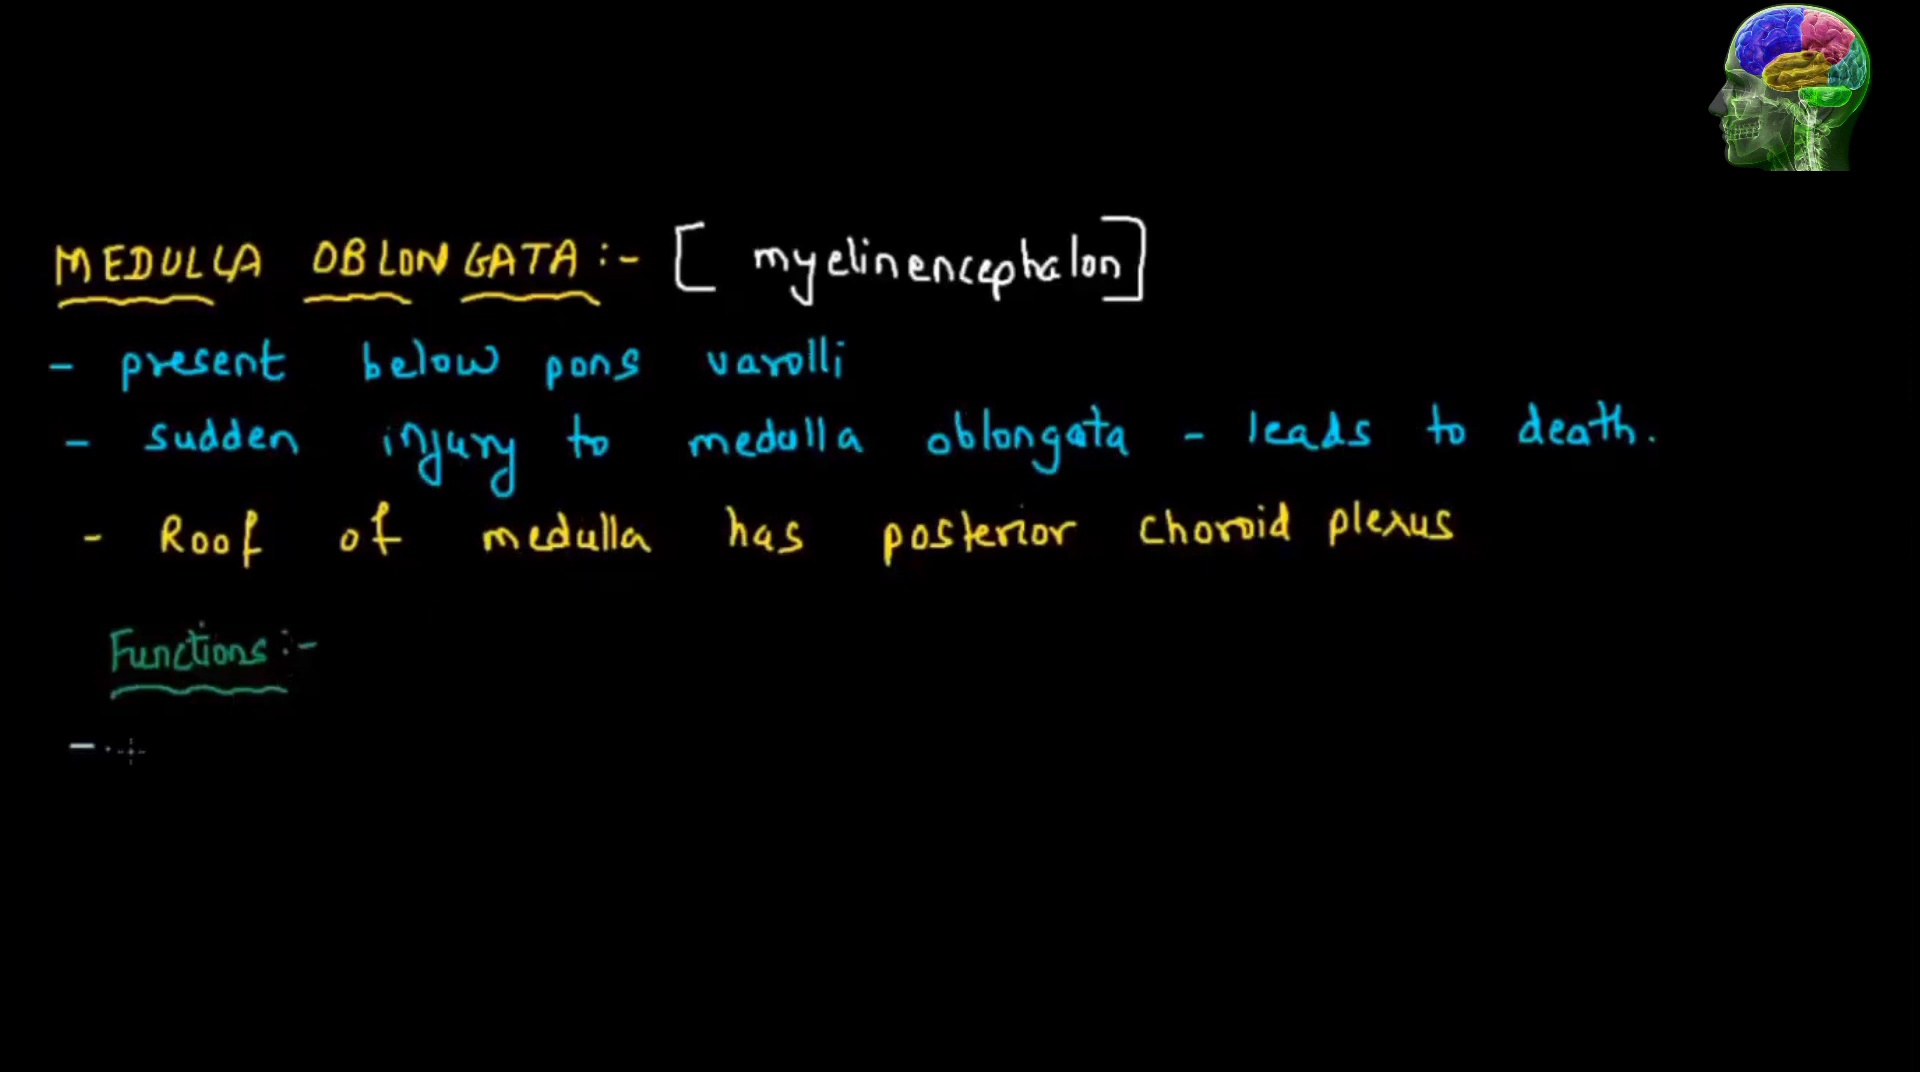 MEDULLA OBLONGATA :- [ myelinencephalon]
- present below pons varolli
- sudden injury to medulla oblongata - leads to death.
- Roof of medulla has posterior choroid plexus
Functions :-
-